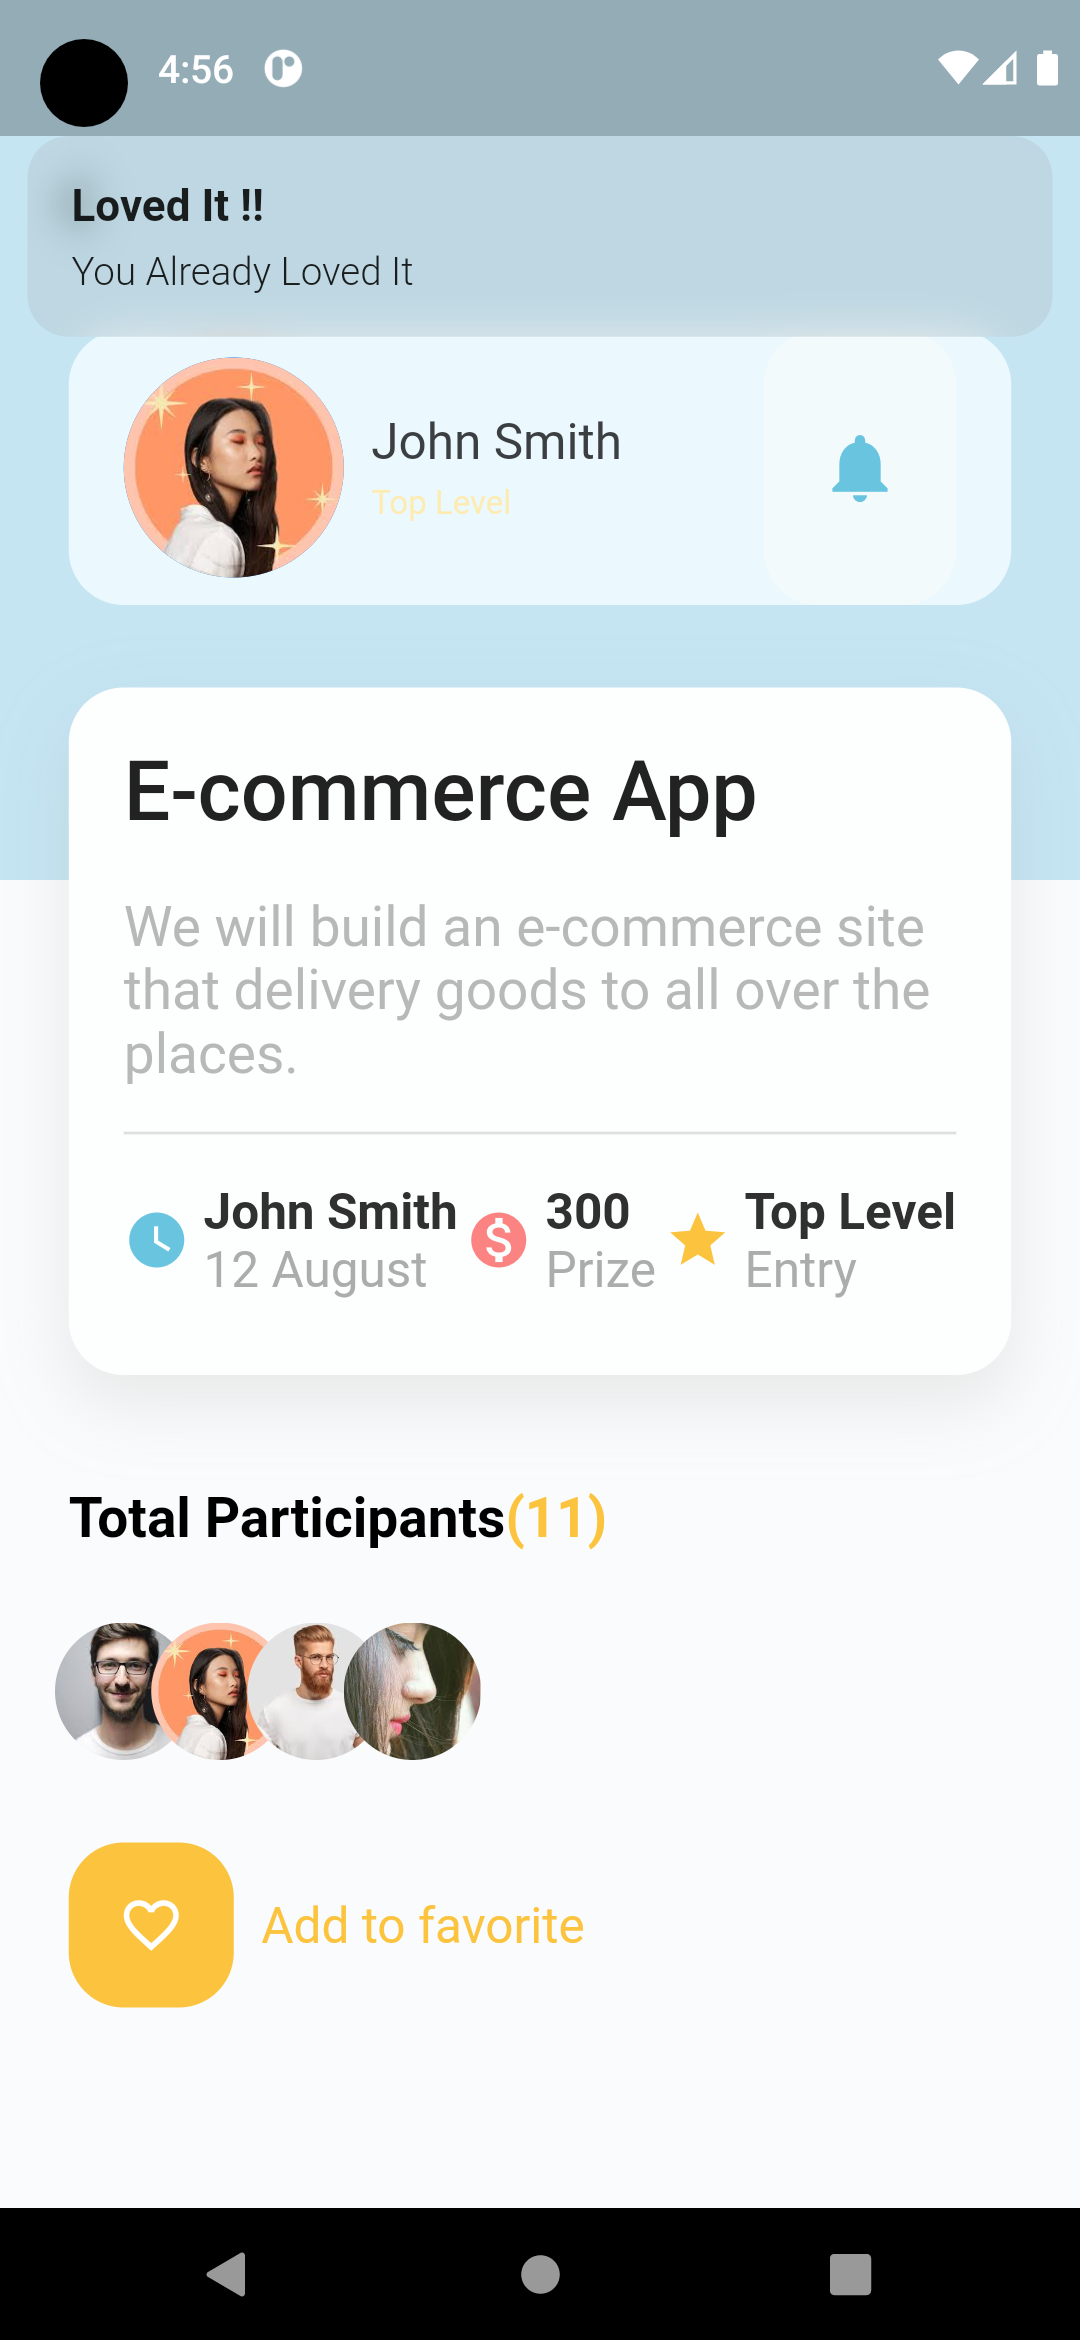 4:56
Loved It !!
You Already Loved It
John Smith
Top Level
E-commerce App
We will build an e-commerce site
that delivery goods to all over the
places.
John Smith
12 August
300
Prize
Top Level
Entry
Total Participants(11)
Add to favorite